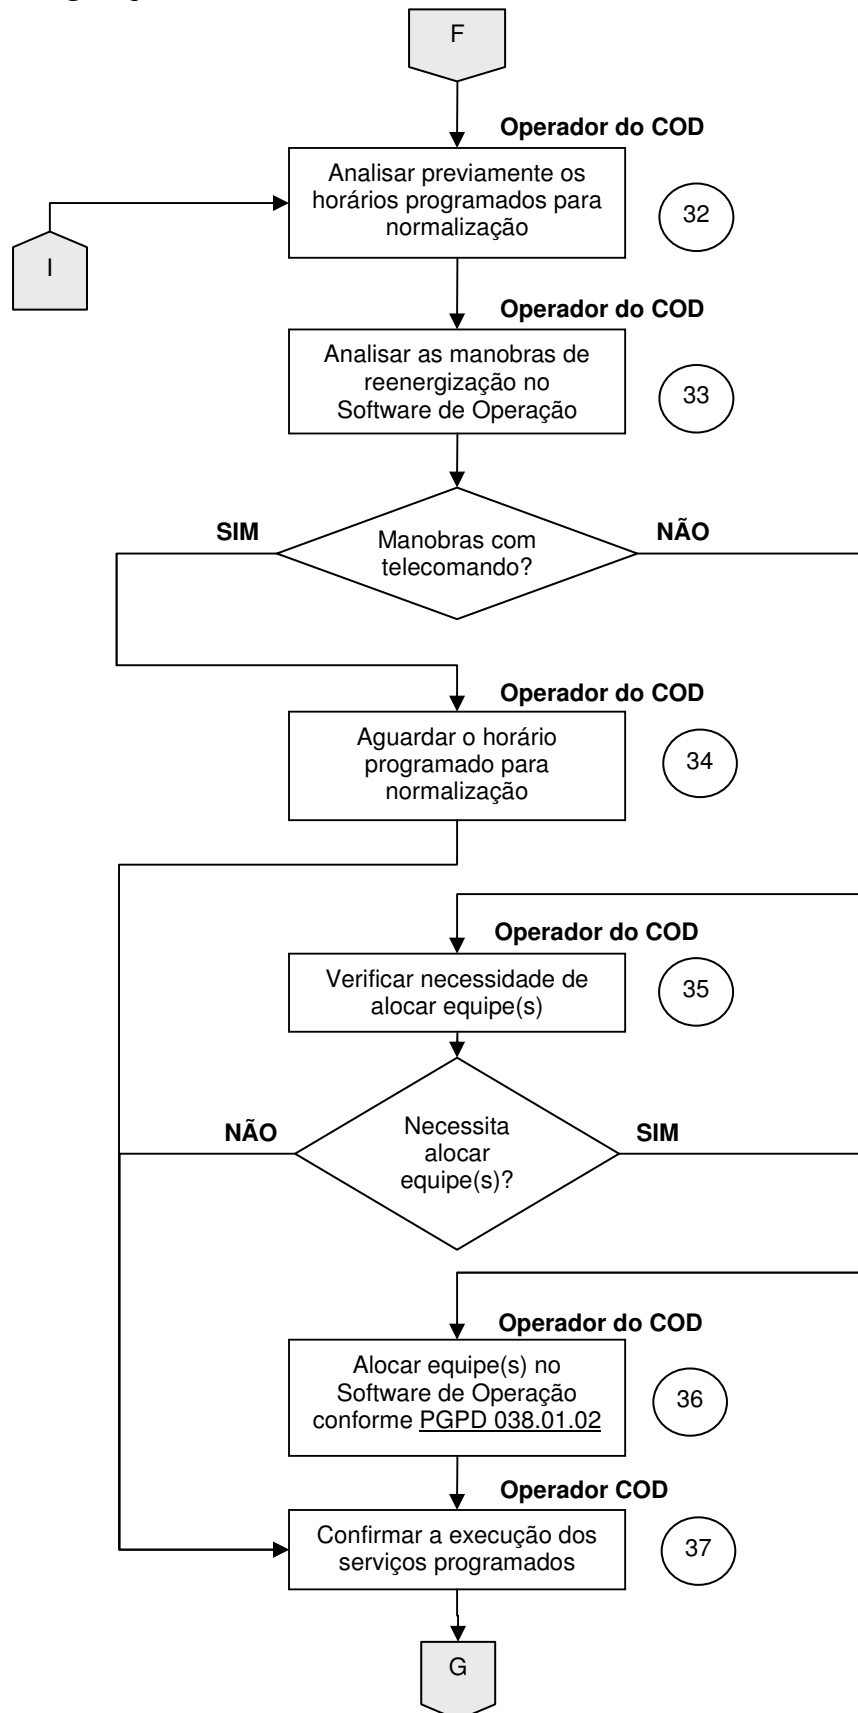 F
Operador do COD
Analisar previamente os
horários programados para
normalização
32
I
Operador do COD
Analisar as manobras de
reenergização no
Software de Operação
33
SIM
NÃO
Manobras com
telecomando?
Operador do COD
Aguardar o horário
programado para
normalização
34
Operador do COD
Verificar necessidade de
alocar equipe(s)
35
NÃO
SIM
Necessita
alocar
equipe(s)?
Operador do COD
Alocar equipe(s) no
Software de Operação
conforme PGPD 038.01.02
36
Operador COD
Confirmar a execução dos
serviços programados
37
G